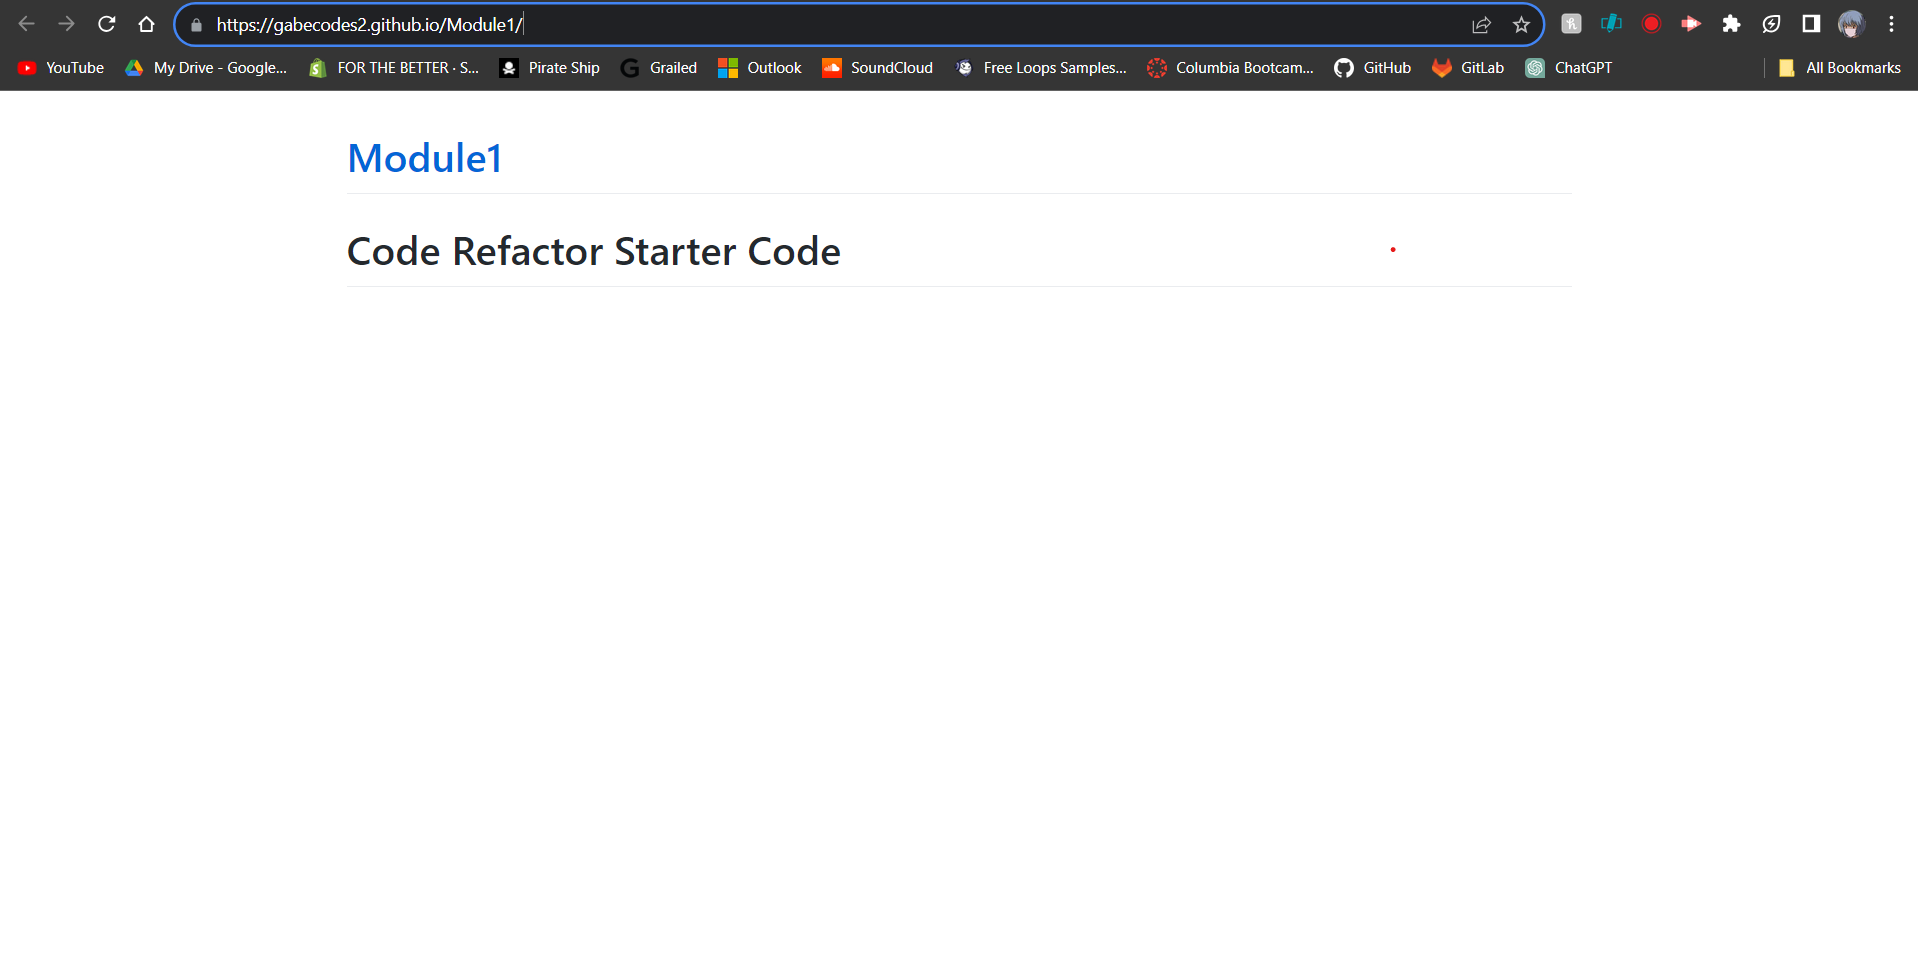 https://gabecodes2.github.io/Module1/
YouTube My Drive - Google... FOR THE BETTER · S... Pirate Ship Grailed Outlook SoundCloud Free Loops Samples... Columbia Bootcam... GitHub GitLab ChatGPT All Bookmarks
Module1
Code Refactor Starter Code